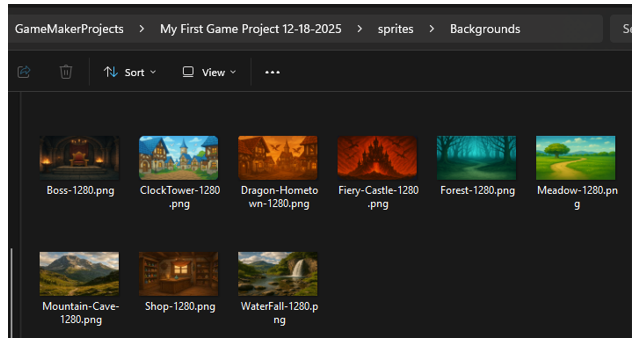 GameMakerProjects > My First Game Project 12-18-2025 > sprites > Backgrounds Se
Sort View
Boss-1280.png ClockTower-1280 Dragon-Hometo Fiery-Castle-1280 Forest-1280.png Meadow-1280.pn
.png wn-1280.png .png g
Mountain-Cave- Shop-1280.png WaterFall-1280.p
1280.png ng